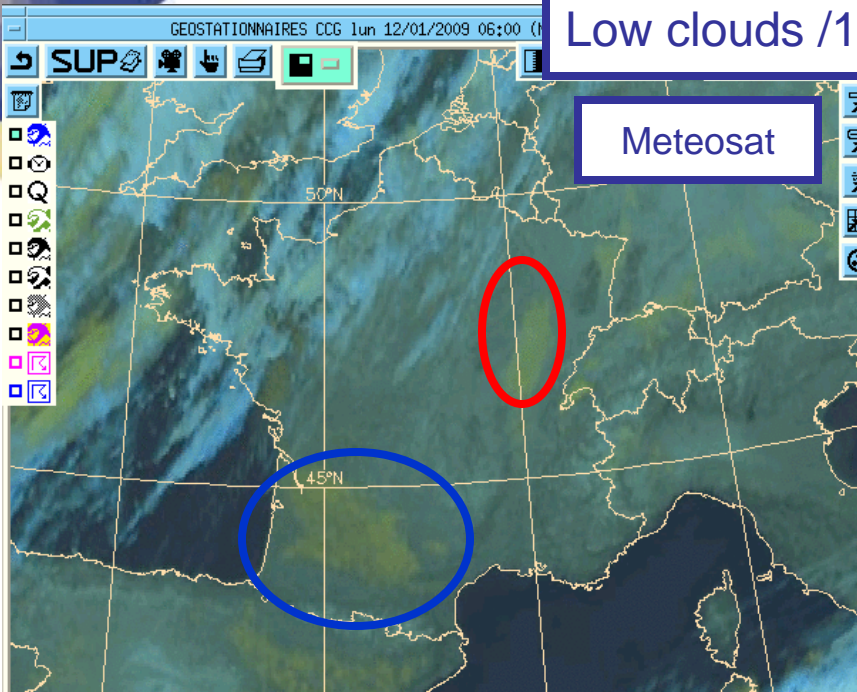 GEOSTATIONNAIRES CCG lun 12/01/2009 06:00
Low clouds /1
SUP
Meteosat
Q
50°N
45°N